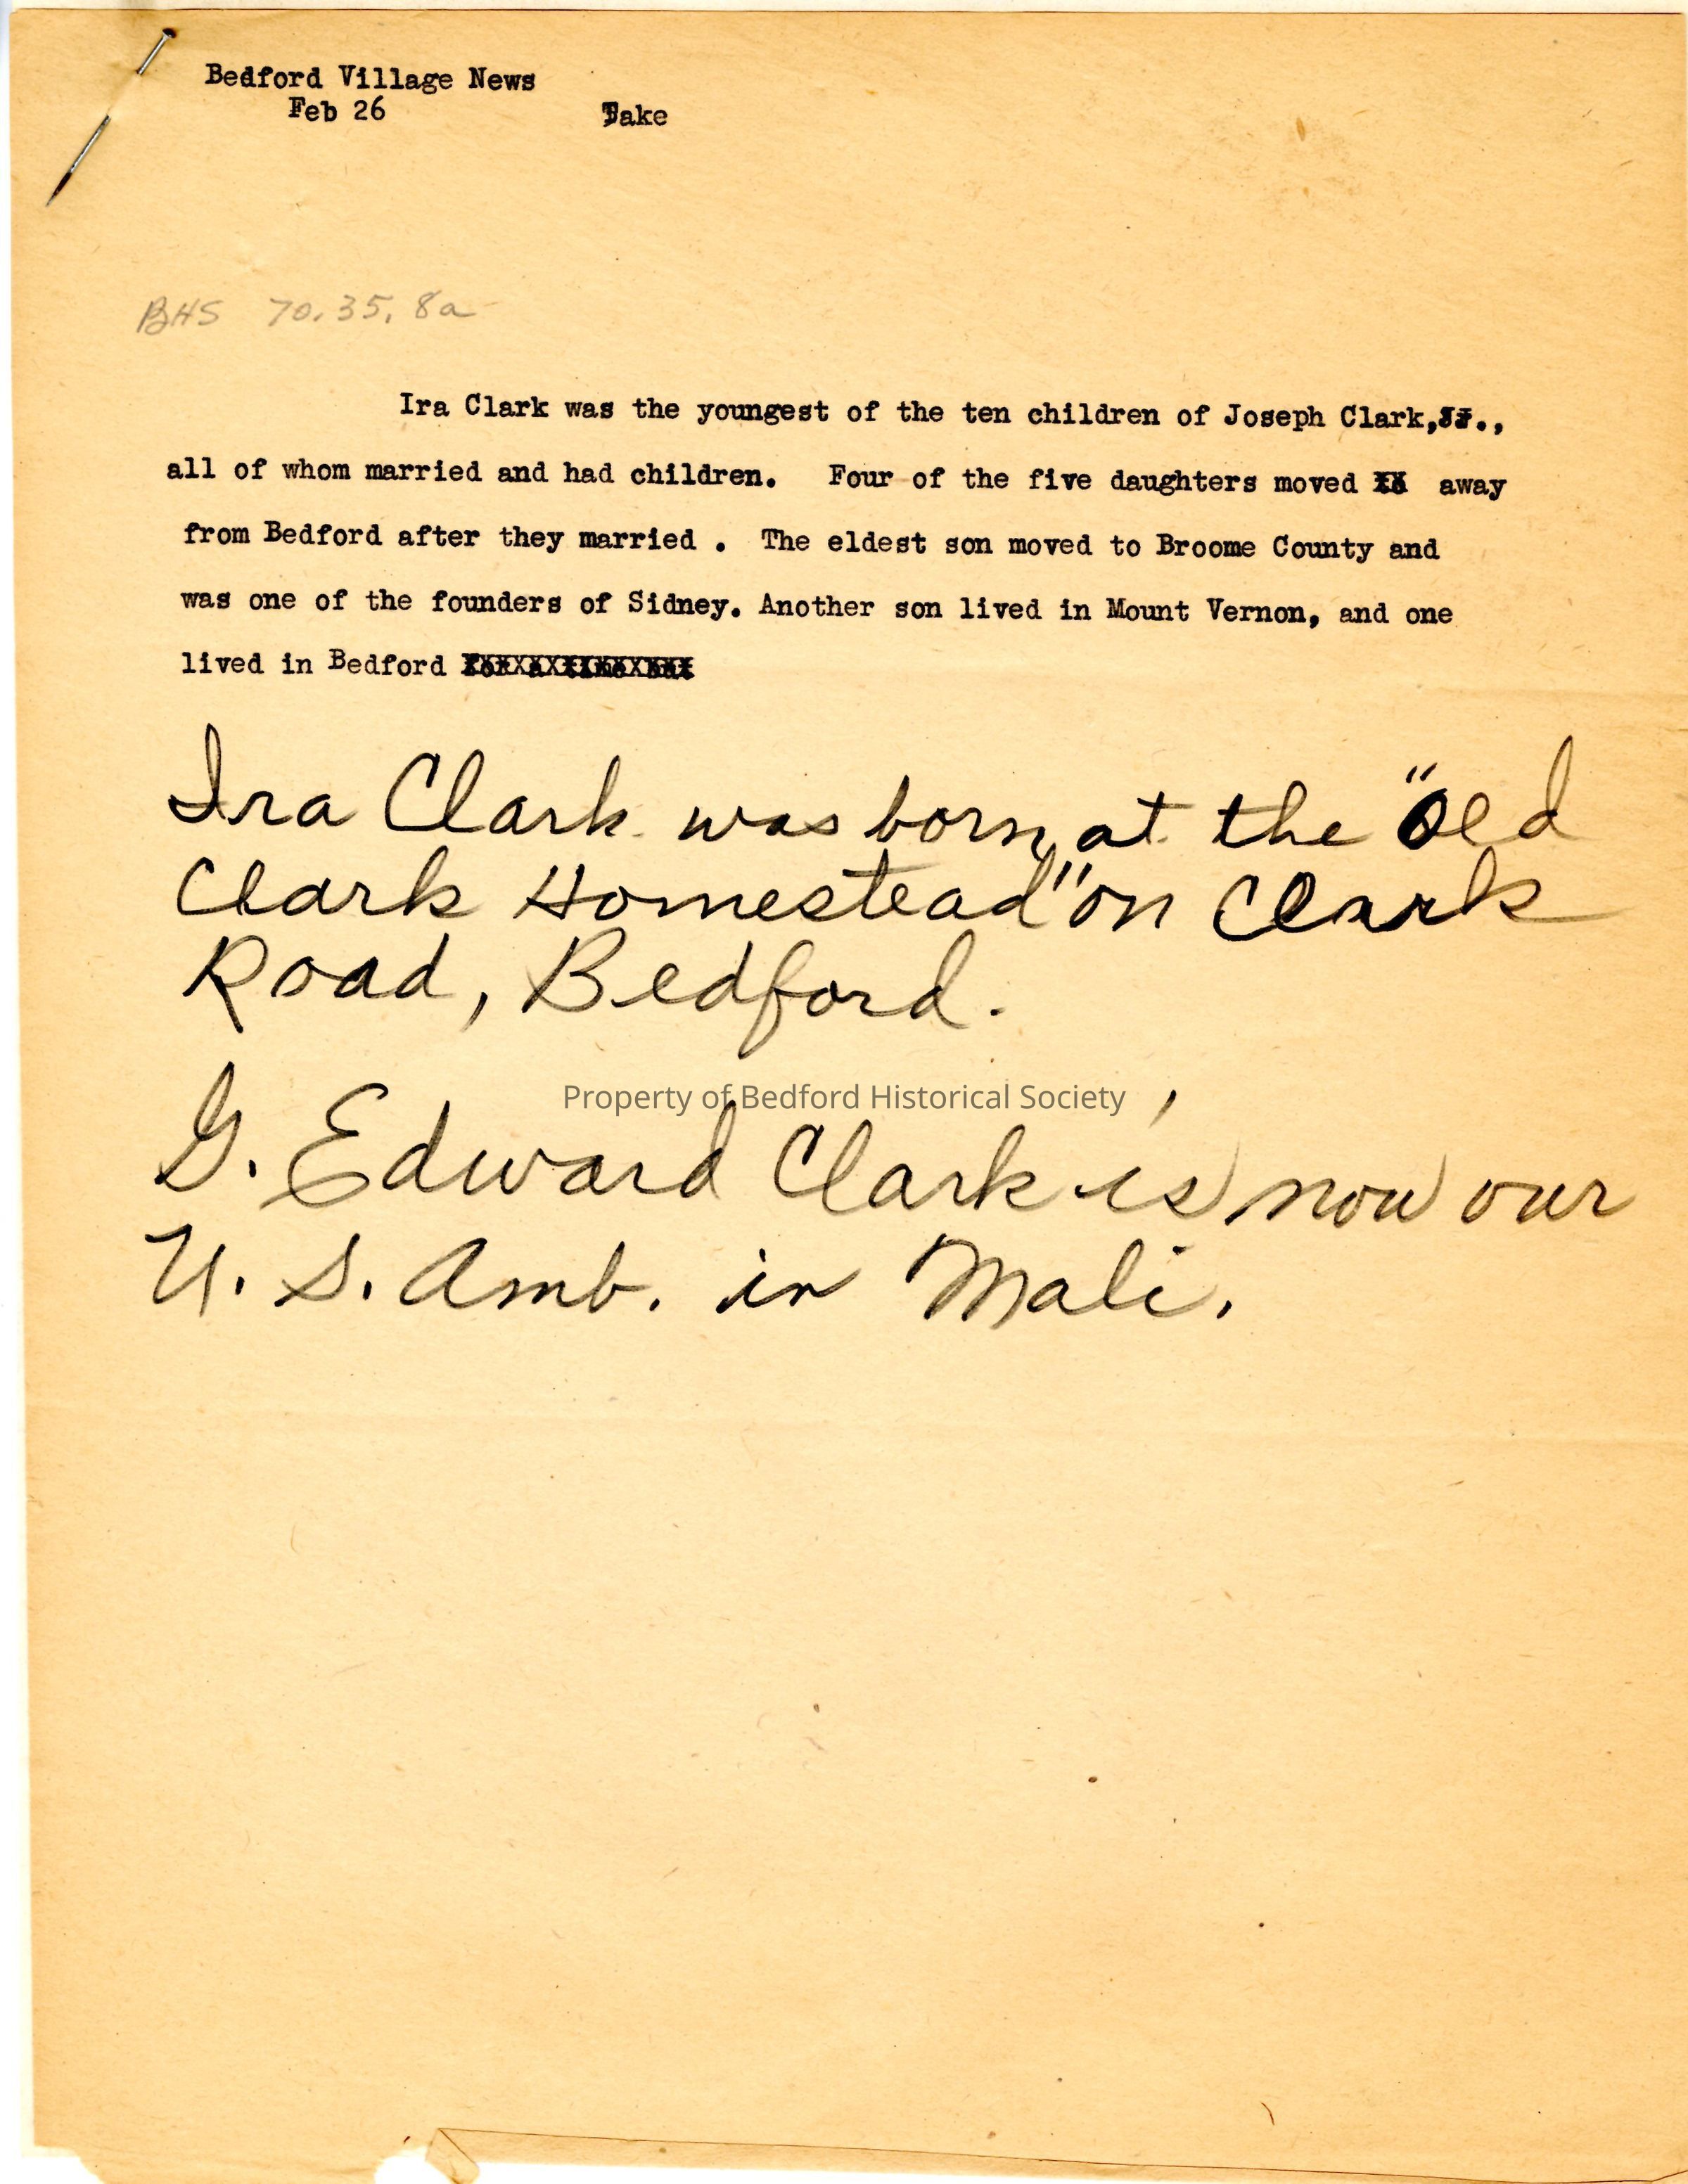 Bedford Village News
Feb 26 Take
BHS 70.35.8a
Ira Clark was the youngest of the ten children of Joseph Clark,
all of whom married and had children. Four of the five daughters moved away
from Bedford after they married . The eldest son moved to Broome County and
was one of the founders of Sidney. Another son lived in Mount Vernon, and one
lived in Bedford
Ira Clark was born at the "Old
Clark Homestead" on Clark
Road, Bedford.
Property of Bedford Historical Society
G. Edward Clark is now our
U. S. Amb. in Mali.